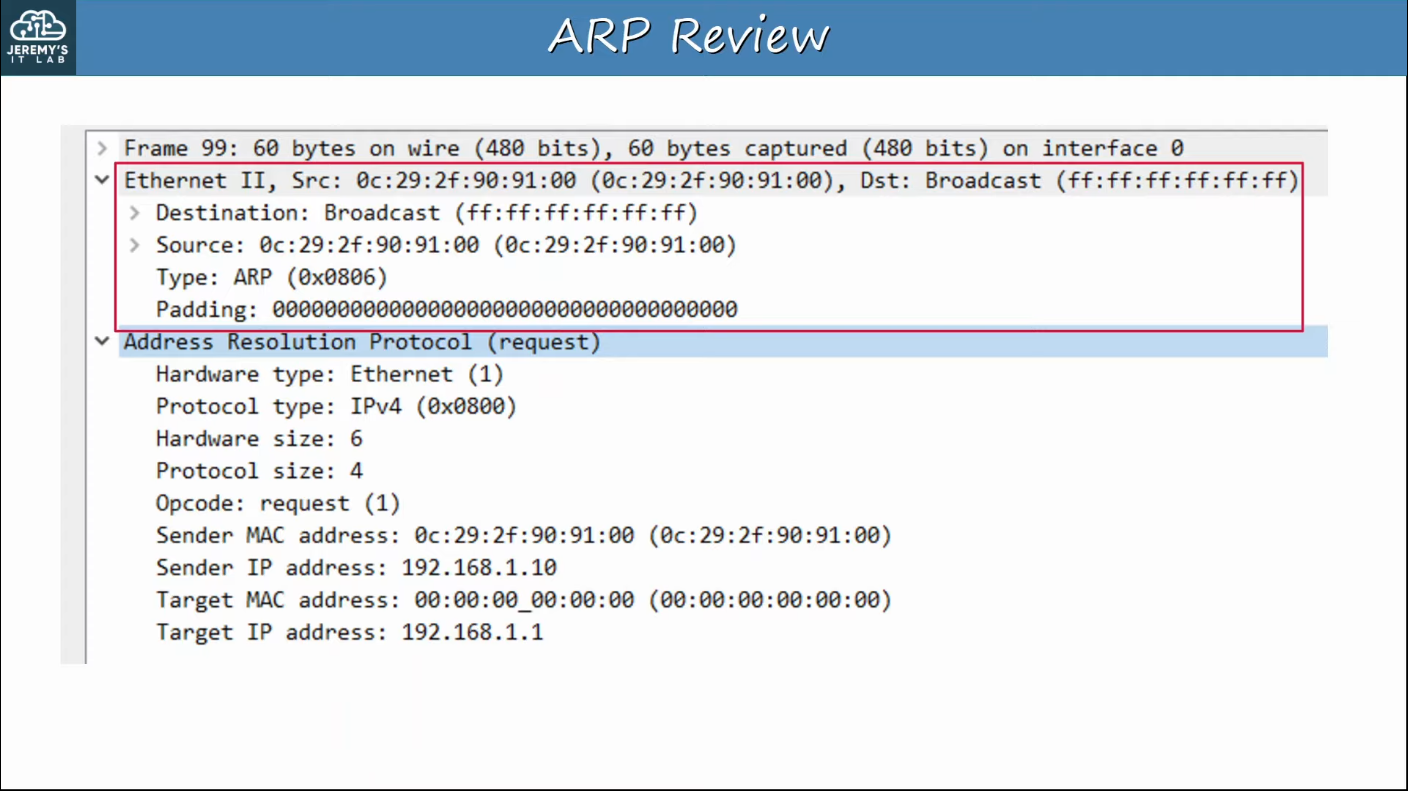 JEREMY'S
IT LAB
ARP Review
Frame 99: 60 bytes on wire (480 bits), 60 bytes captured (480 bits) on interface 0
Ethernet II, Src: 0c:29:2f:90:91:00 (0c:29:2f:90:91:00), Dst: Broadcast (ff:ff:ff:ff:ff:ff)
Destination: Broadcast (ff:ff:ff:ff:ff:ff)
Source: 0c:29:2f:90:91:00 (0c:29:2f:90:91:00)
Type: ARP (0x0806)
Padding: 000000000000000000000000000000000000
Address Resolution Protocol (request)
Hardware type: Ethernet (1)
Protocol type: IPv4 (0x0800)
Hardware size: 6
Protocol size: 4
Opcode: request (1)
Sender MAC address: 0c:29:2f:90:91:00 (0c:29:2f:90:91:00)
Sender IP address: 192.168.1.10
Target MAC address: 00:00:00_00:00:00 (00:00:00:00:00:00)
Target IP address: 192.168.1.1